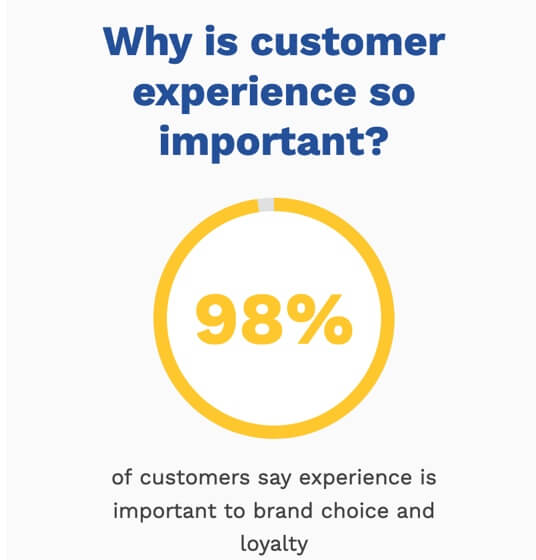 Why is customer
experience so
important?
98%
of customers say experience is
important to brand choice and
loyalty